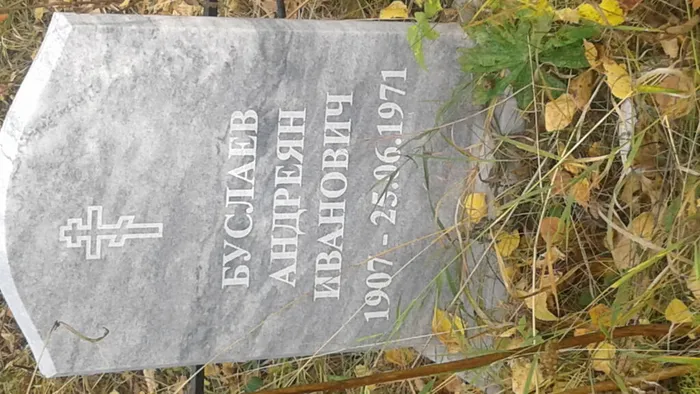 БУСЛАЕВ
АНДРЕЯН
ИВАНОВИЧ
1907 - 25.06.1971